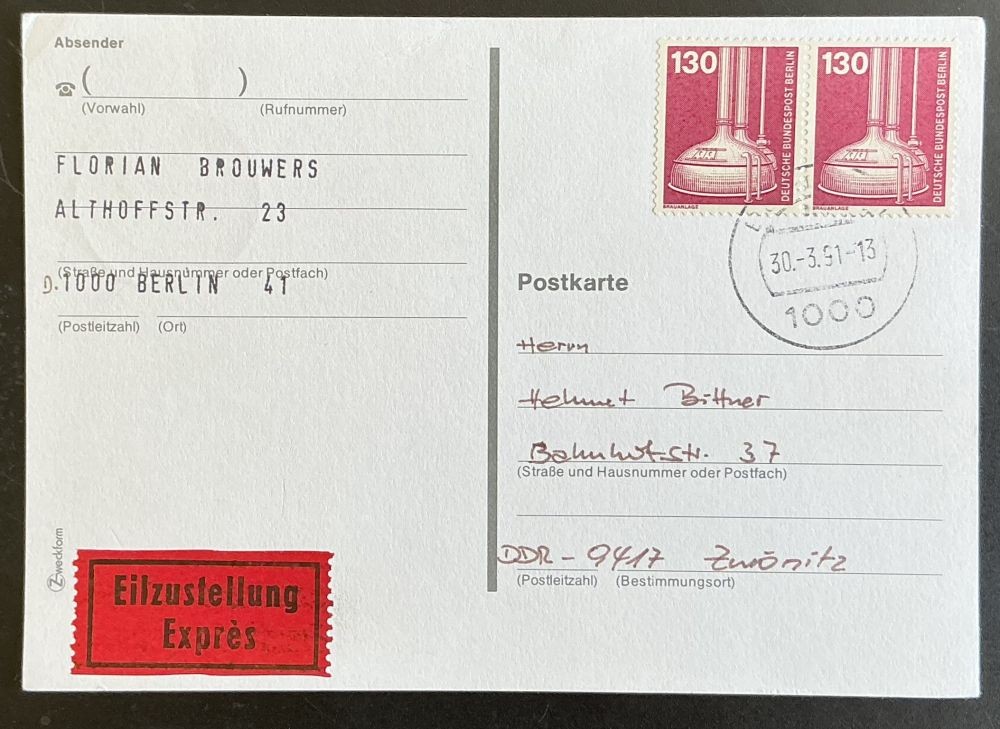 Absender
☎ ( )
(Vorwahl) (Rufnummer)
FLORIAN BROUWERS
ALTHOFFSTR. 23
(Straße und Hausnummer oder Postfach)
D.1000 BERLIN 41
(Postleitzahl) (Ort)
Zweckform
Eilzustellung
Exprès
130
DEUTSCHE BUNDESPOST BERLIN
BRAUANLAGE
130
DEUTSCHE BUNDESPOST BERLIN
BRAUANLAGE
30.-3.91-13
1000
Postkarte
Herrn
Helmut Bittner
Bahnhofstr. 37
(Straße und Hausnummer oder Postfach)
DDR - 9417 Zwönitz
(Postleitzahl) (Bestimmungsort)